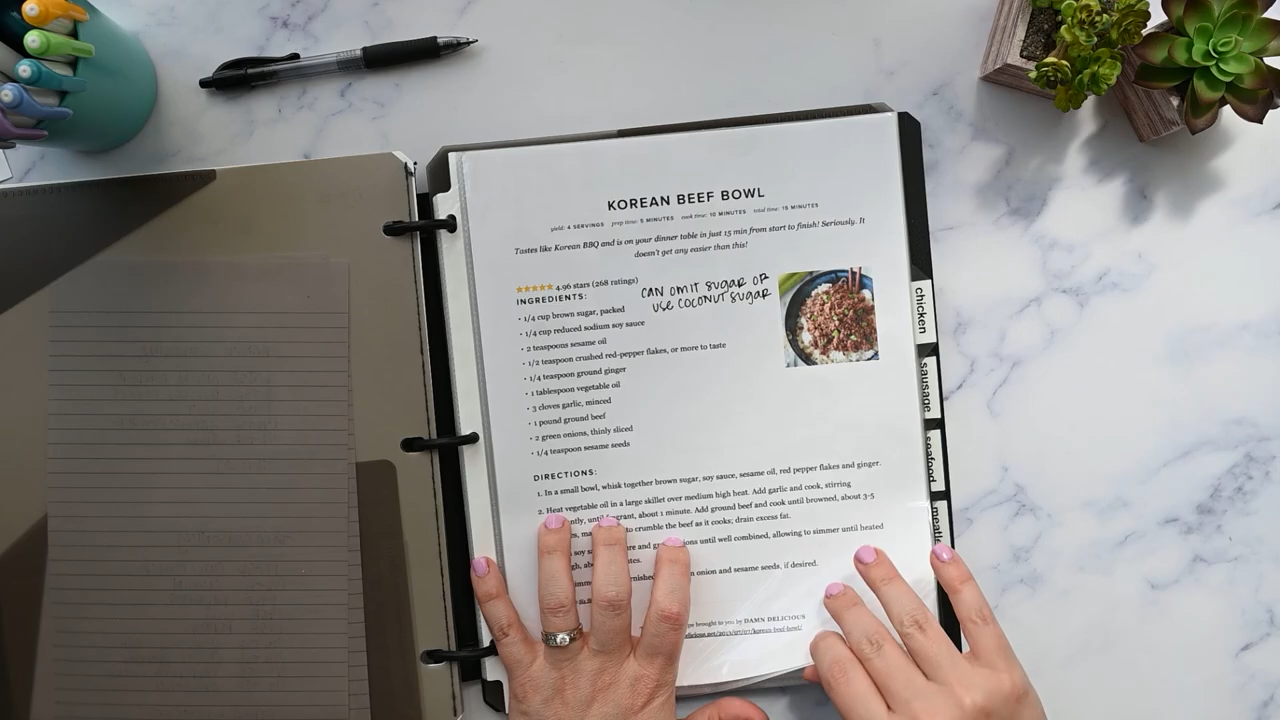 KOREAN BEEF BOWL
yield: 4 SERVINGS prep time: 5 MINUTES cook time: 10 MINUTES total time: 15 MINUTES
Tastes like Korean BBQ and is on your dinner table in just 15 min from start to finish! Seriously. It
doesn't get any easier than this!
4.96 stars (268 ratings)
CAN OMIT SUGAR OR
USE COCONUT SUGAR
INGREDIENTS:
• 1/4 cup brown sugar, packed
• 1/4 cup reduced sodium soy sauce
• 2 teaspoons sesame oil
• 1/2 teaspoon crushed red-pepper flakes, or more to taste
• 1/4 teaspoon ground ginger
• 1 tablespoon vegetable oil
• 3 cloves garlic, minced
• 1 pound ground beef
• 2 green onions, thinly sliced
• 1/4 teaspoon sesame seeds
DIRECTIONS:
1. In a small bowl, whisk together brown sugar, soy sauce, sesame oil, red pepper flakes and ginger.
2. Heat vegetable oil in a large skillet over medium high heat. Add garlic and cook, stirring
until fragrant, about 1 minute. Add ground beef and cook until browned, about 3-5
to crumble the beef as it cooks; drain excess fat.
soy until well combined, allowing to simmer until heated
onion and sesame seeds, if desired.
brought to you by DAMN DELICIOUS
chicken
sausage
seafood